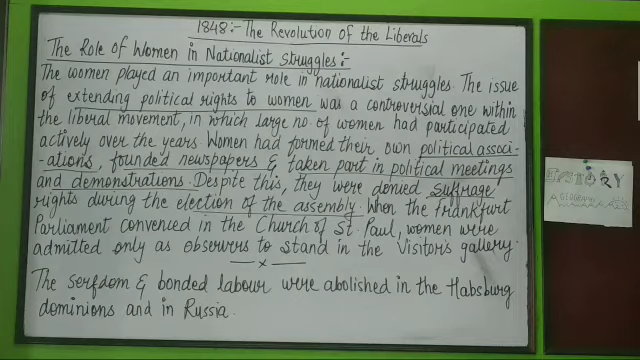 1848:- The Revolution of the Liberals
The Role of Women in Nationalist Struggles:-
The women played an important role in nationalist struggles. The issue
of extending political rights to women was a controversial one within
the liberal movement, in which large no. of women had participated
actively over the years. Women had formed their own political associ-
-ations, founded newspapers & taken part in political meetings
and demonstrations. Despite this, they were denied suffrage
rights during the election of the assembly. When the Frankfurt
Parliament convened in the Church of St. Paul, women were
admitted only as observers to stand in the Visitors gallery.
— x —
The serfdom & bonded labour were abolished in the Habsburg
dominions and in Russia.
HISTORY